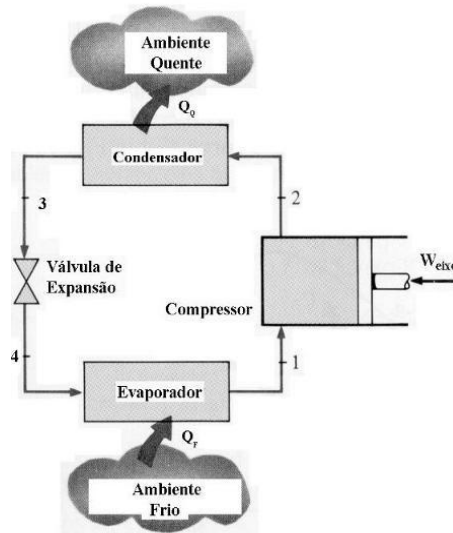 Ambiente
Quente
Q_Q
Condensador
3
2
Válvula de
Expansão
W_eixo
Compressor
4
1
Evaporador
Q_F
Ambiente
Frio